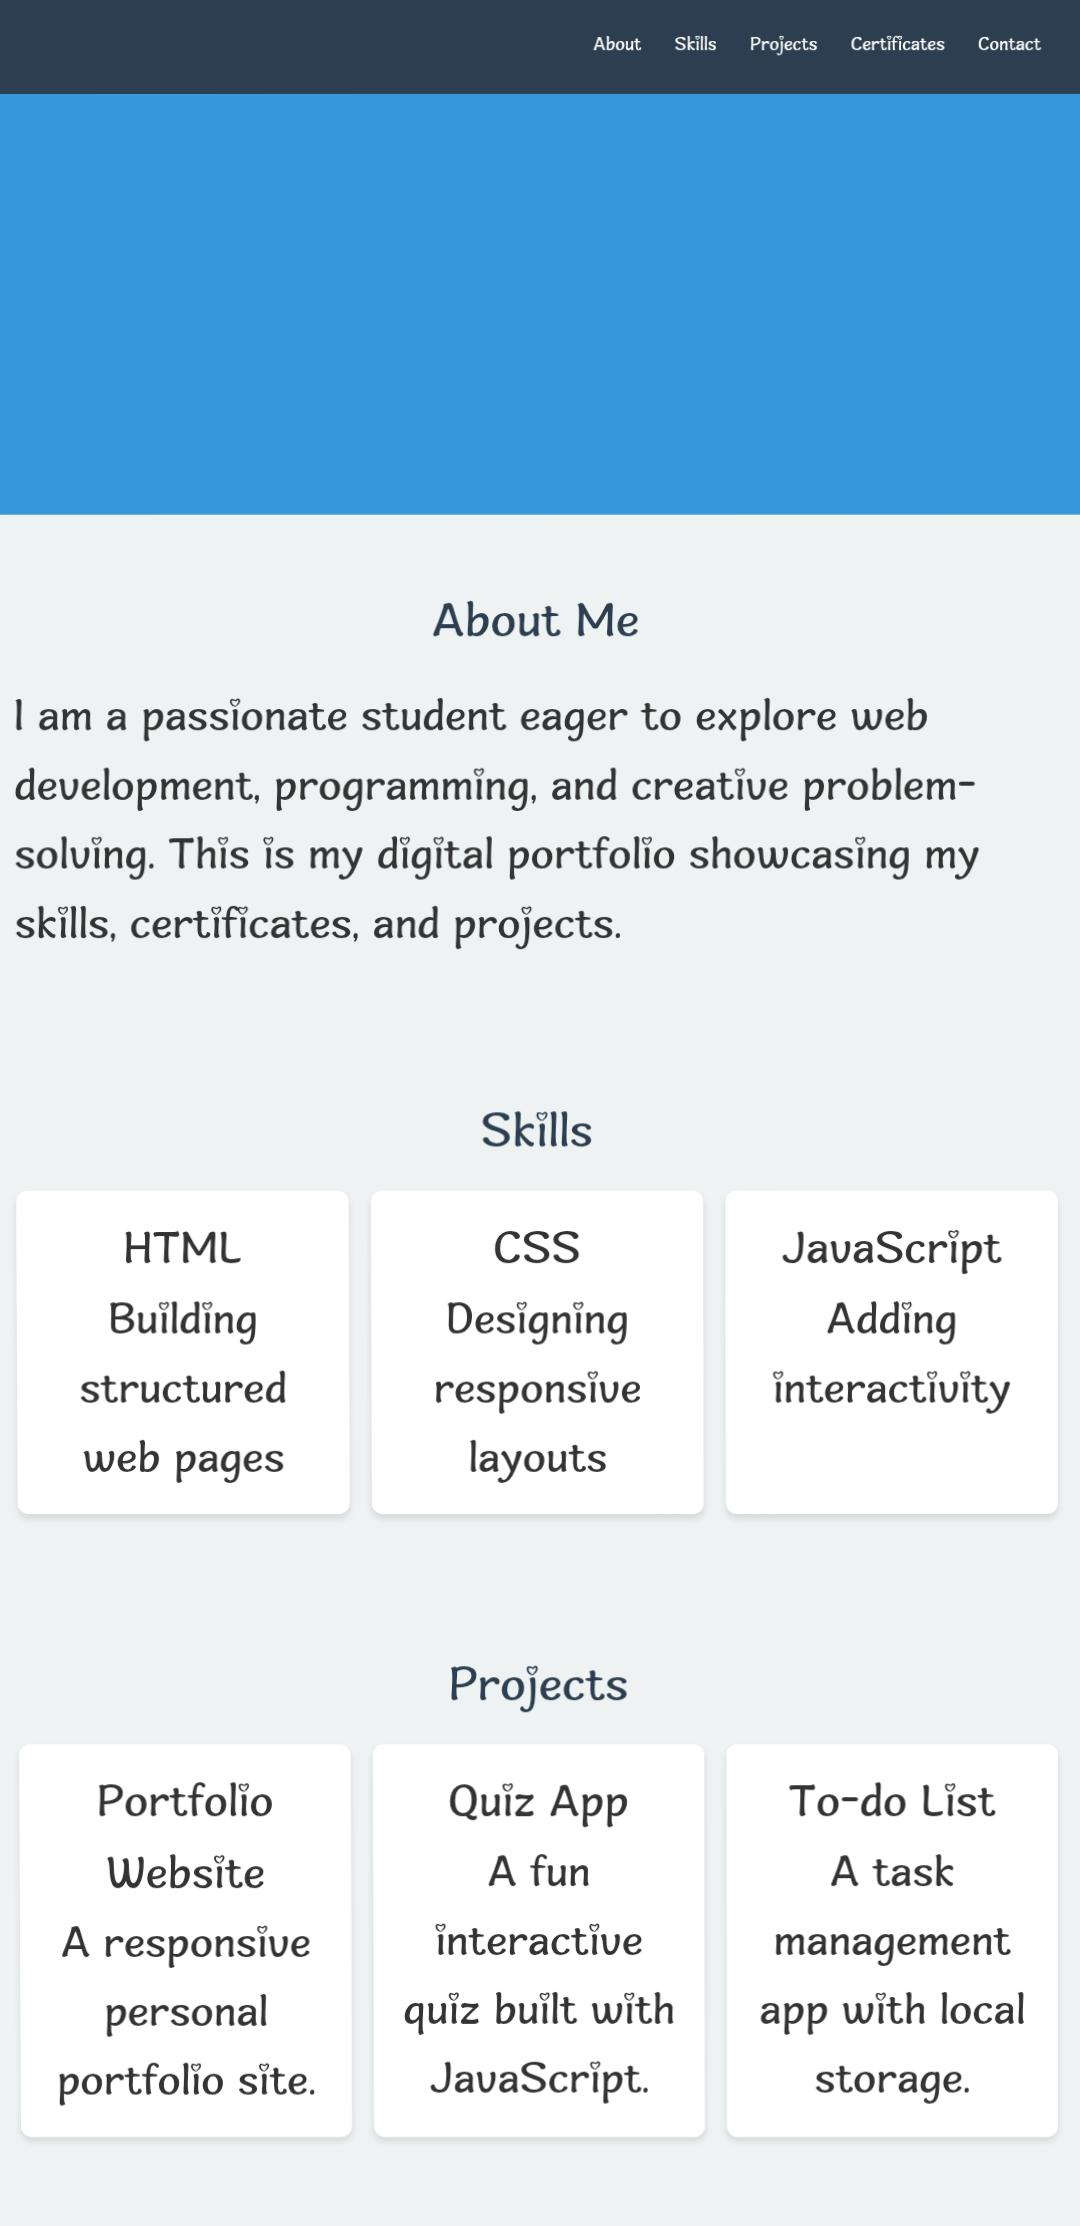 About Skills Projects Certificates Contact
About Me
I am a passionate student eager to explore web
development, programming, and creative problem-
solving. This is my digital portfolio showcasing my
skills, certificates, and projects.
Skills
HTML
Building
structured
web pages
CSS
Designing
responsive
layouts
JavaScript
Adding
interactivity
Projects
Portfolio
Website
A responsive
personal
portfolio site.
Quiz App
A fun
interactive
quiz built with
JavaScript.
To-do List
A task
management
app with local
storage.